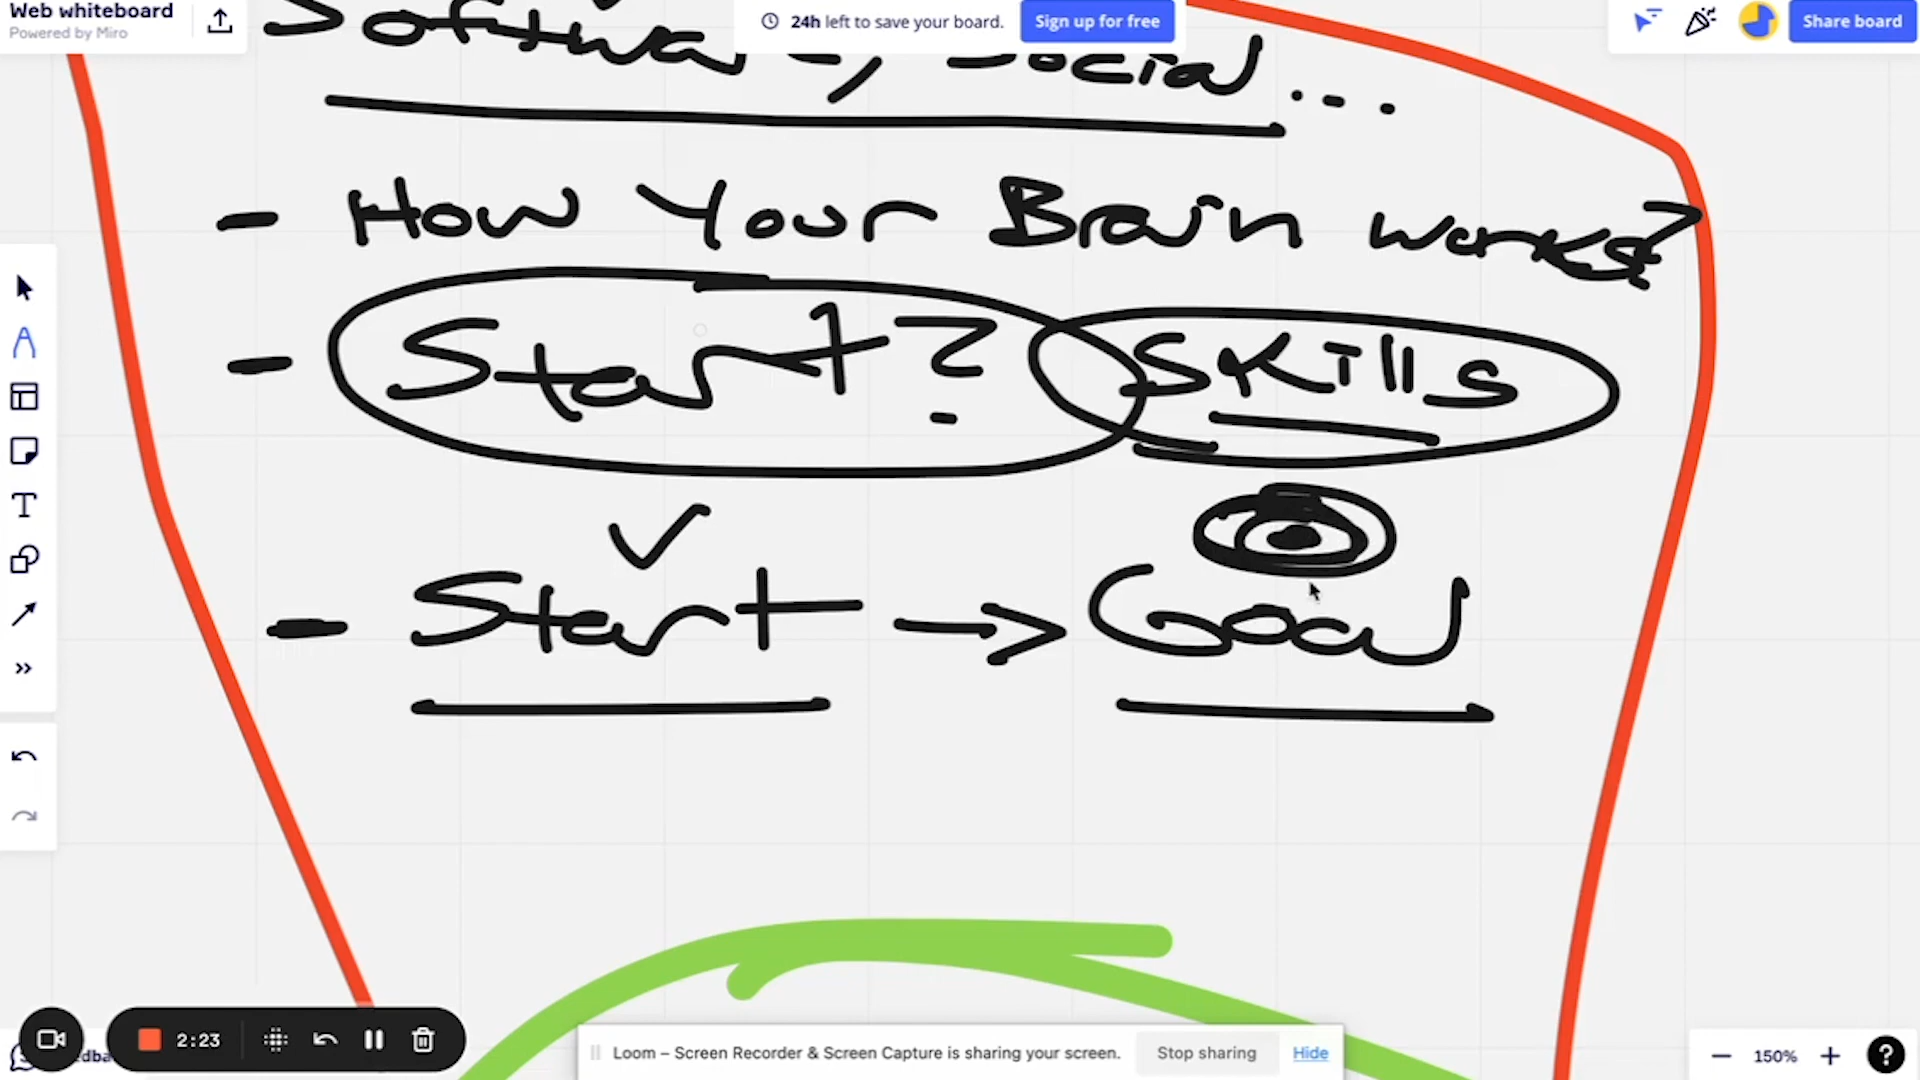 Web whiteboard
Powered by Miro
24h left to save your board.
Sign up for free
Share board
Software, Social...
- How Your Brain works?
- Start? Skills
- Start → Goal
2:23
Loom – Screen Recorder & Screen Capture is sharing your screen.
Stop sharing
Hide
150%